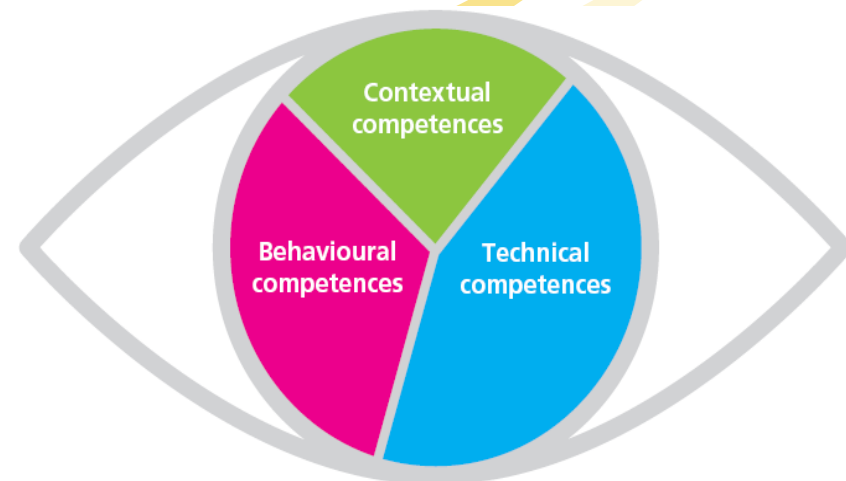 Contextual
competences
Behavioural
competences
Technical
competences